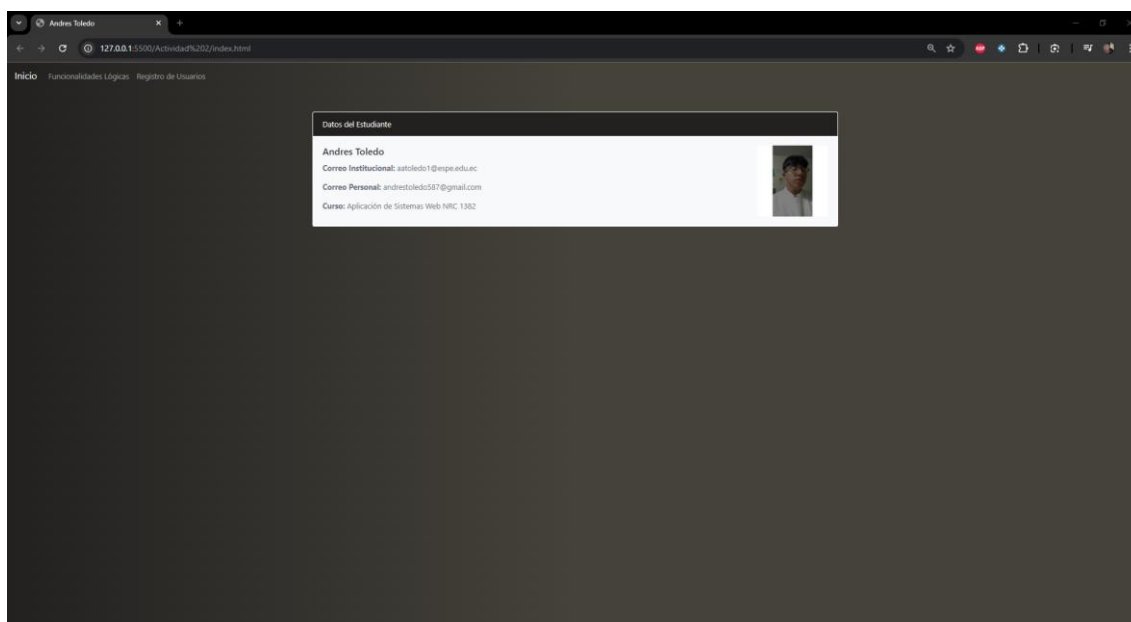 Andres Toledo
127.0.0.1:5500/Actividad%202/index.html
Inicio Funcionalidades Lógicas Registro de Usuarios
Datos del Estudiante
Andres Toledo
Correo Institucional: aatoledo1@espe.edu.ec
Correo Personal: andrestoledo587@gmail.com
Curso: Aplicación de Sistemas Web NRC 1382